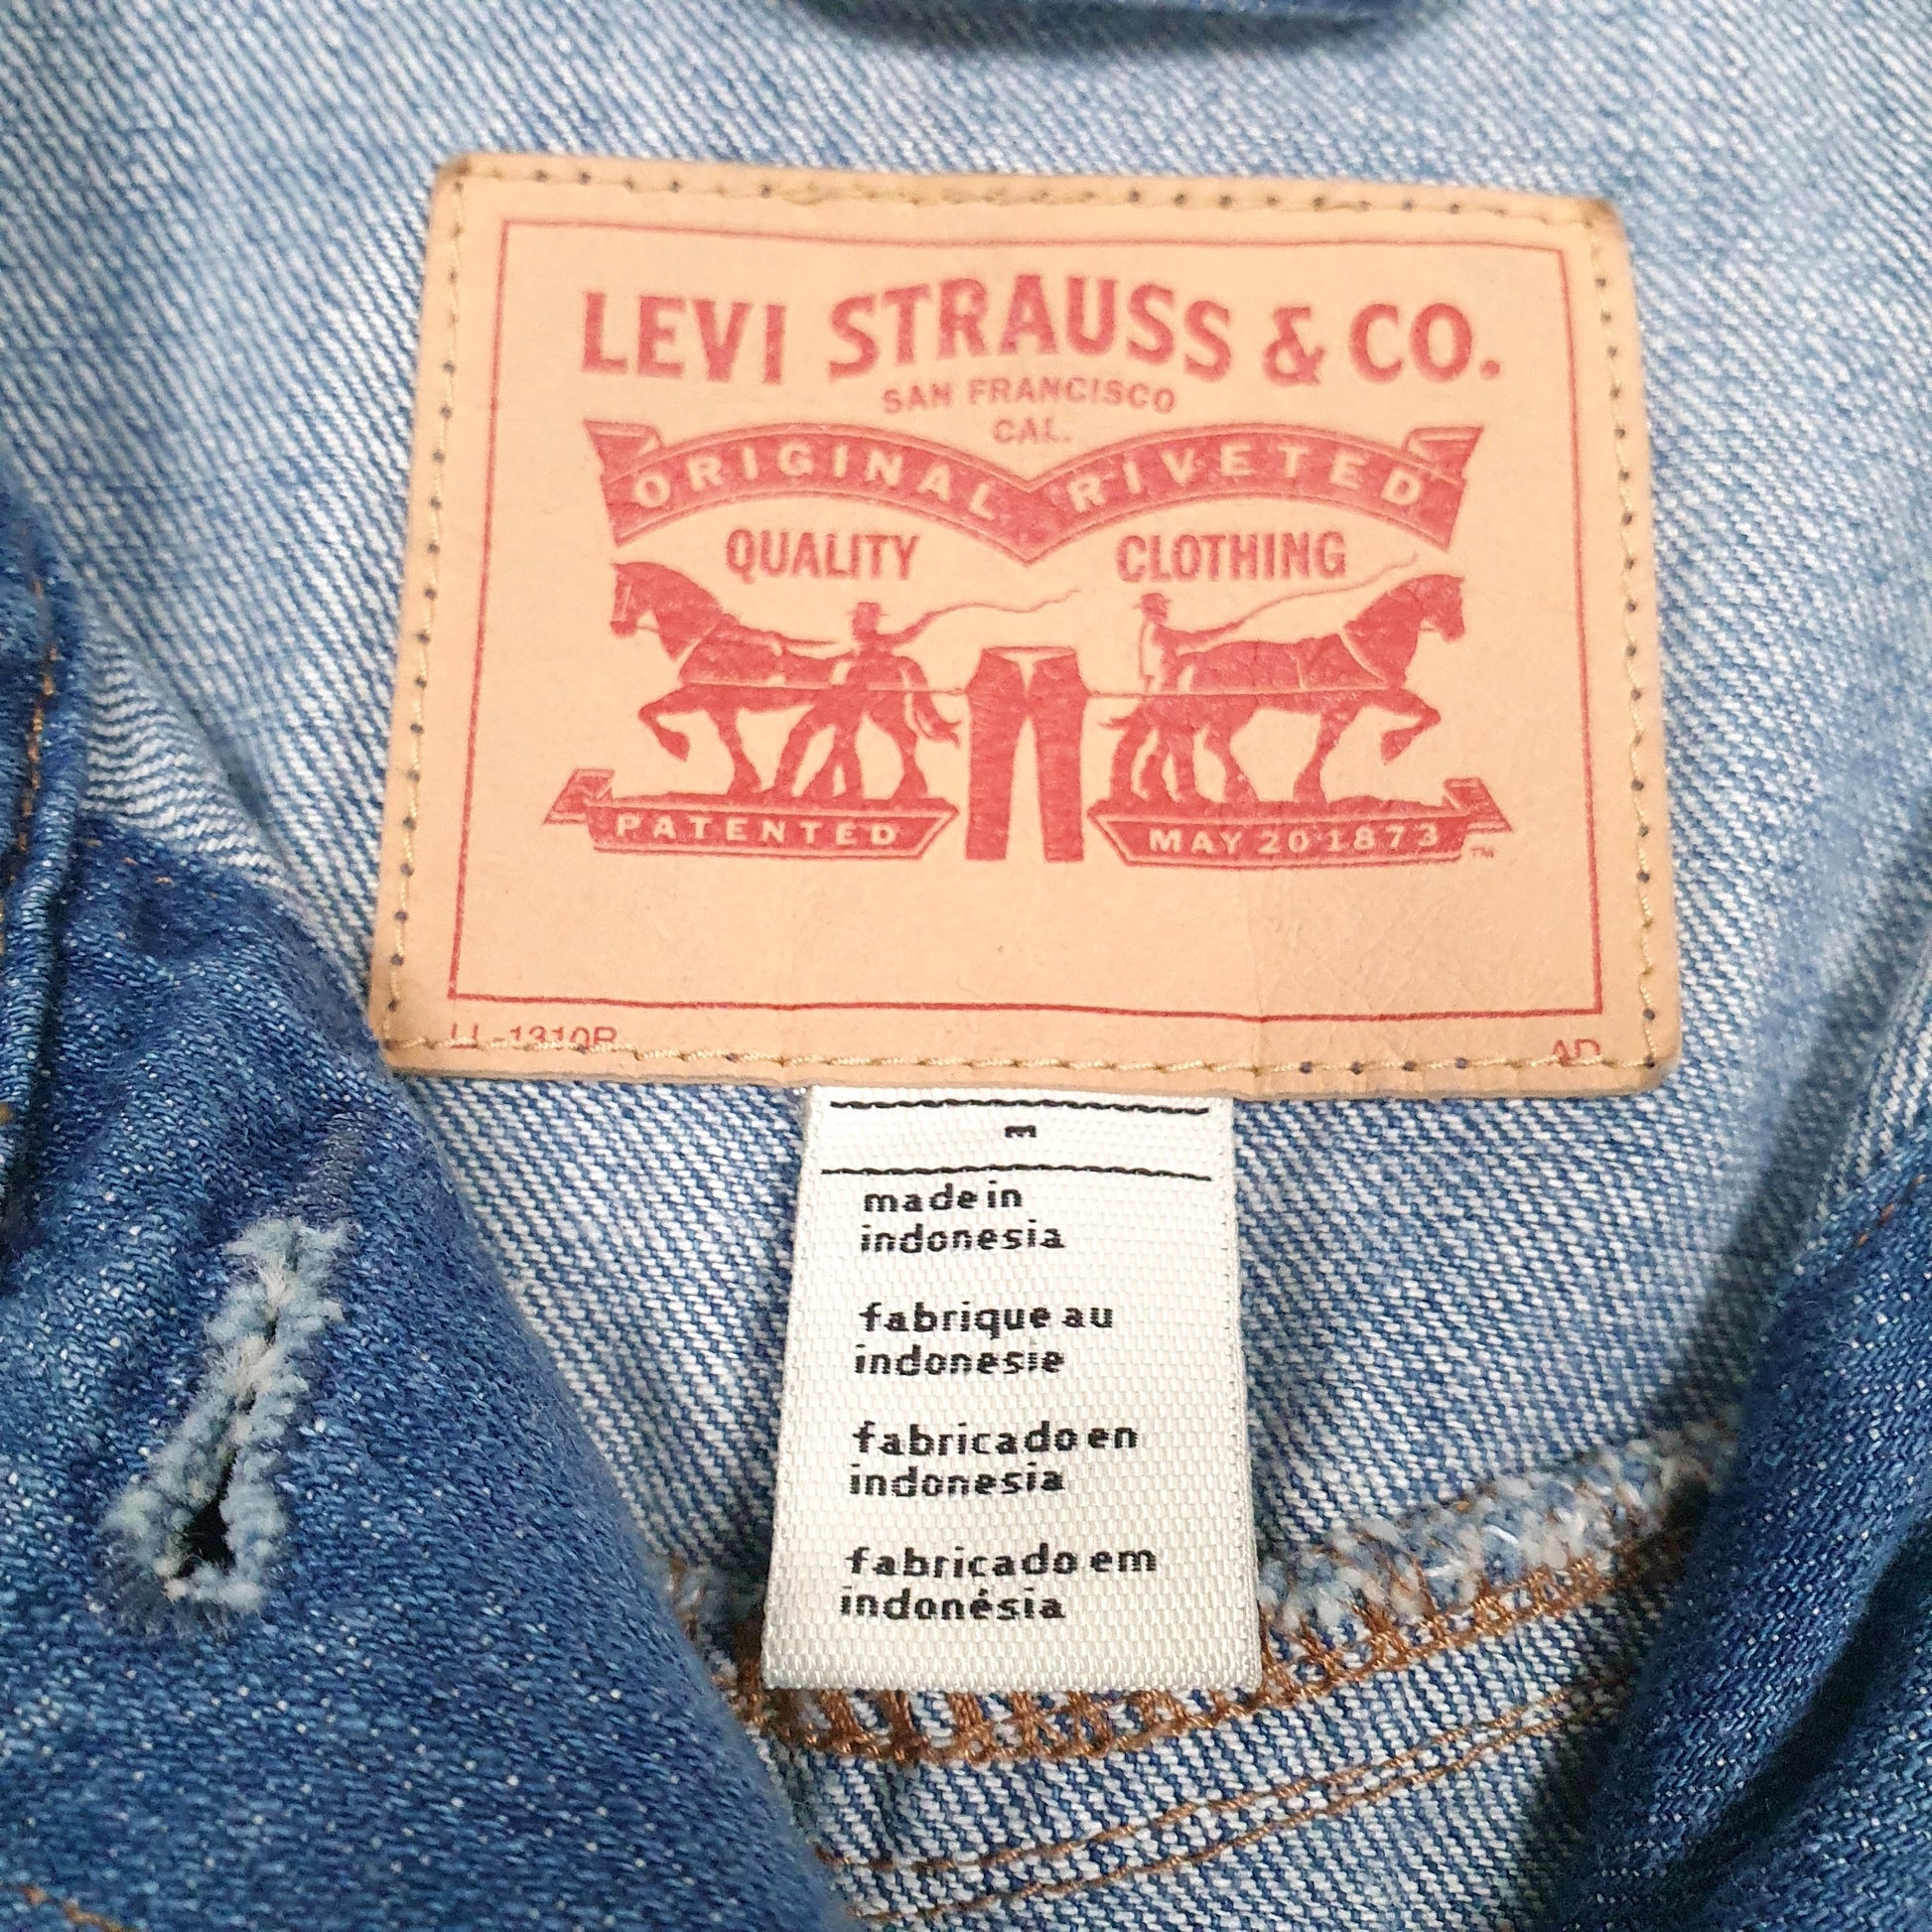 LEVI STRAUSS & CO.
SAN FRANCISCO
CAL.
ORIGINAL RIVETED
QUALITY CLOTHING
PATENTED MAY 20 1873 ™
made in
indonesia
fabrique au
indonesie
fabricado en
indonesia
fabricado em
indonésia